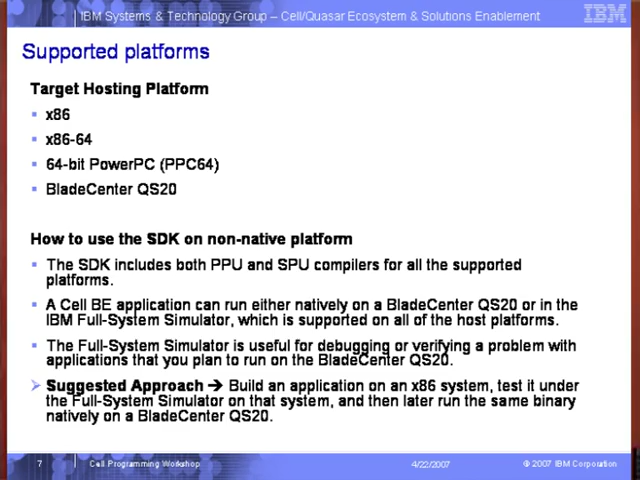 IBM Systems & Technology Group – Cell/Quasar Ecosystem & Solutions Enablement
IBM
Supported platforms
Target Hosting Platform
x86
x86-64
64-bit PowerPC (PPC64)
BladeCenter QS20
How to use the SDK on non-native platform
The SDK includes both PPU and SPU compilers for all the supported
platforms.
A Cell BE application can run either natively on a BladeCenter QS20 or in the
IBM Full-System Simulator, which is supported on all of the host platforms.
The Full-System Simulator is useful for debugging or verifying a problem with
applications that you plan to run on the BladeCenter QS20.
Suggested Approach ➔ Build an application on an x86 system, test it under
the Full-System Simulator on that system, and then later run the same binary
natively on a BladeCenter QS20.
7 Cell Programming Workshop 4/22/2007 © 2007 IBM Corporation